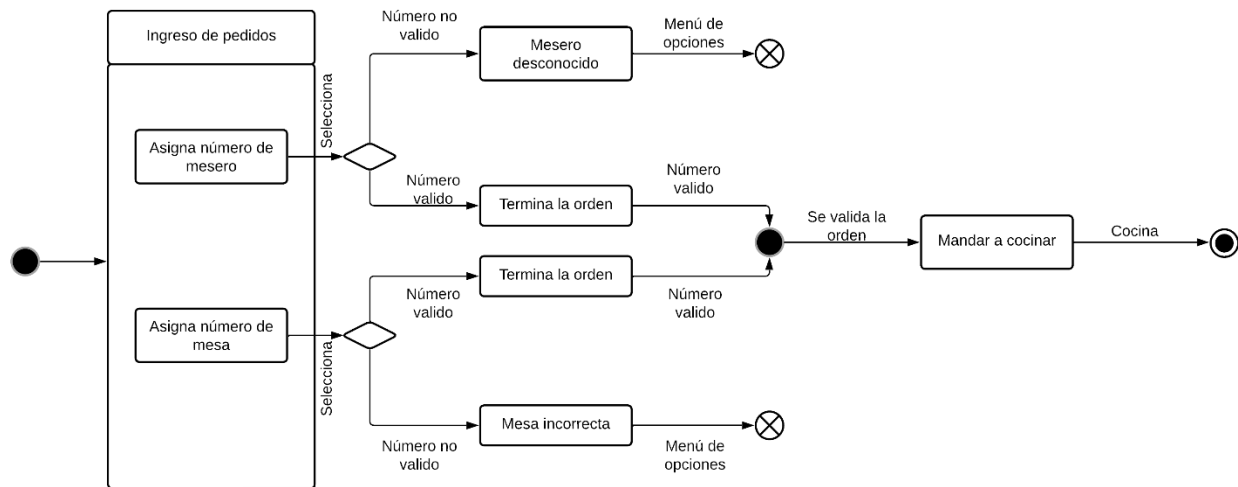 Ingreso de pedidos
Asigna número de
mesero
Selecciona
Número no
valido
Mesero
desconocido
Menú de
opciones
Número
valido
Termina la orden
Número
valido
Se valida la
orden
Mandar a cocinar
Cocina
Asigna número de
mesa
Selecciona
Número
valido
Termina la orden
Número
valido
Número no
valido
Mesa incorrecta
Menú de
opciones